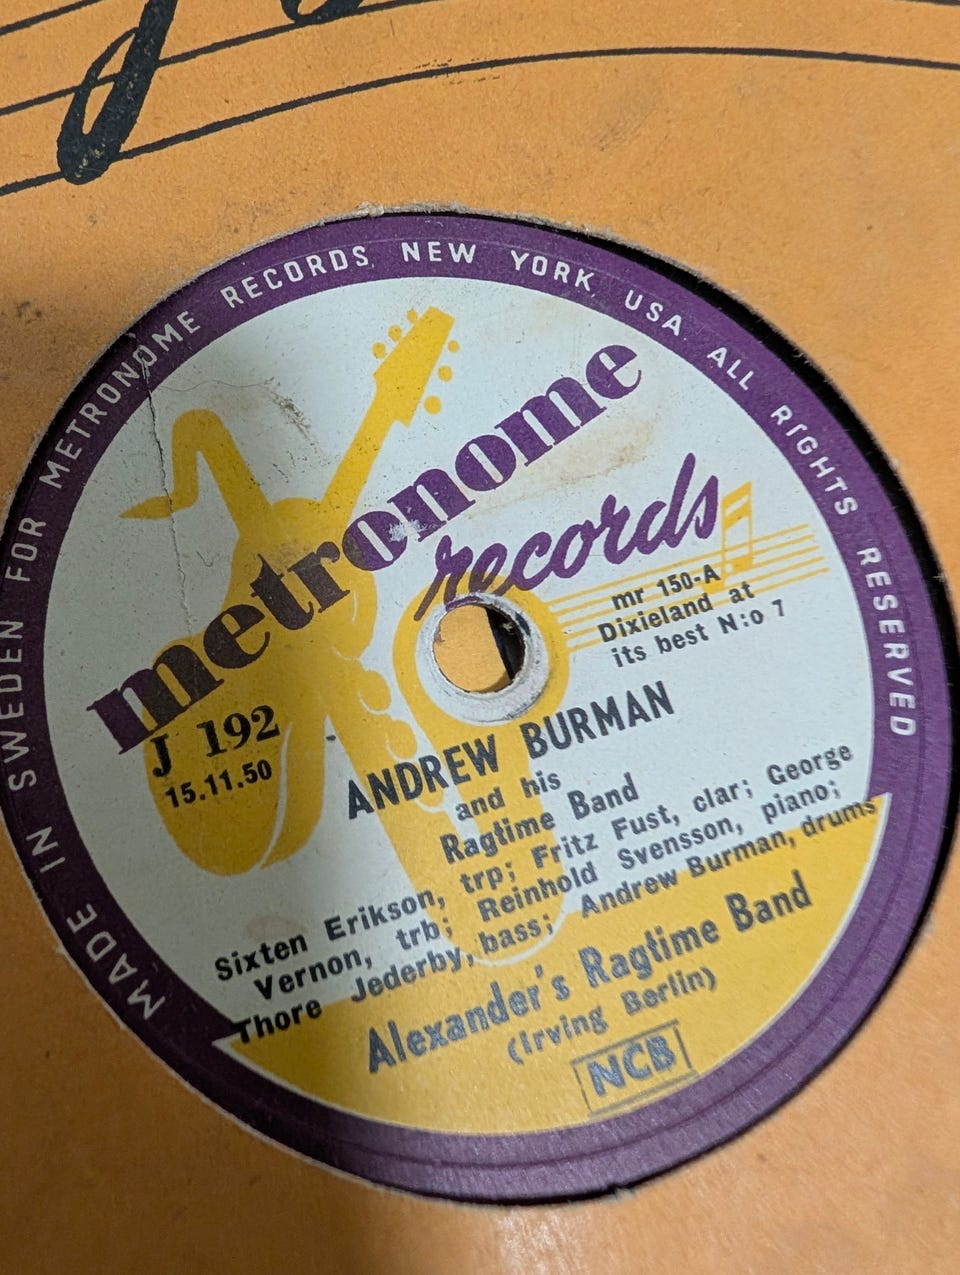 MADE IN SWEDEN FOR METRONOME RECORDS NEW YORK USA ALL RIGHTS RESERVED
metronome
records
mr 150-A
Dixieland at
its best N:o 7
J 192
15.11.50
ANDREW BURMAN
and his
Ragtime Band
Sixten Erikson, trp; Fritz Fust, clar; George
Vernon, trb; Reinhold Svensson, piano;
Thore Jederby, bass; Andrew Burman, drums
Alexander's Ragtime Band
(Irving Berlin)
NCB